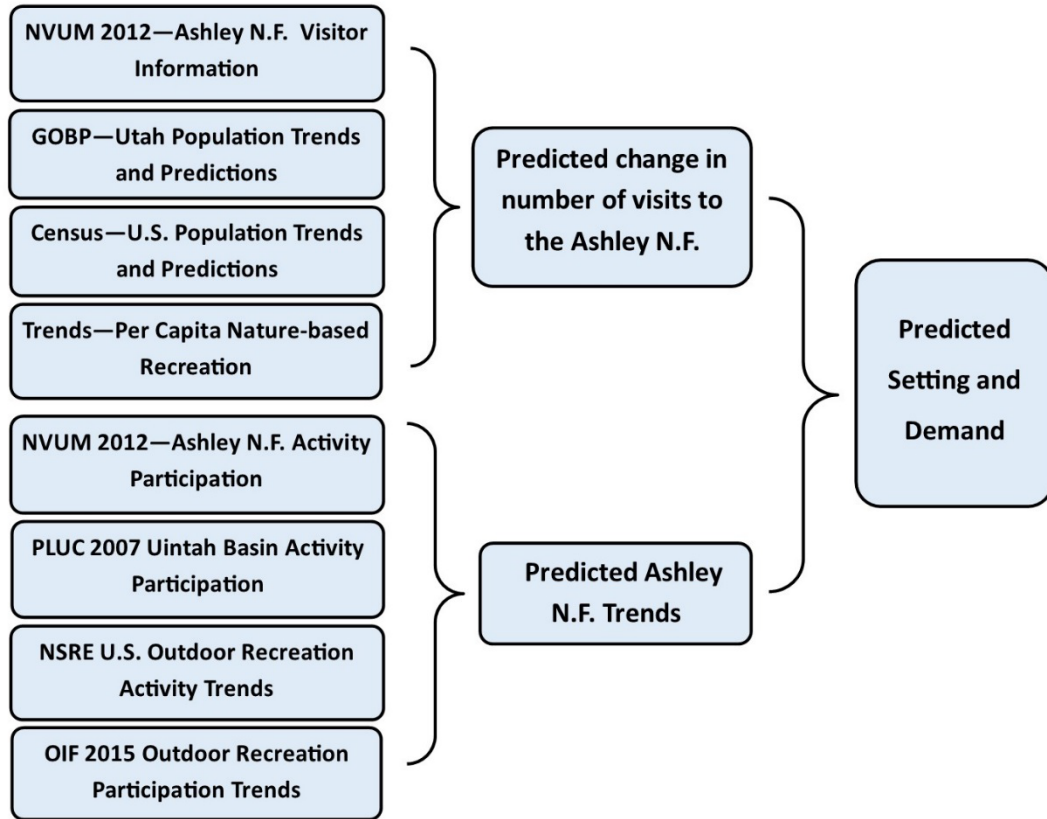 NVUM 2012—Ashley N.F. Visitor
Information
GOBP—Utah Population Trends
and Predictions
Census—U.S. Population Trends
and Predictions
Trends—Per Capita Nature-based
Recreation
NVUM 2012—Ashley N.F. Activity
Participation
PLUC 2007 Uintah Basin Activity
Participation
NSRE U.S. Outdoor Recreation
Activity Trends
OIF 2015 Outdoor Recreation
Participation Trends
Predicted change in
number of visits to
the Ashley N.F.
Predicted Ashley
N.F. Trends
Predicted
Setting and
Demand